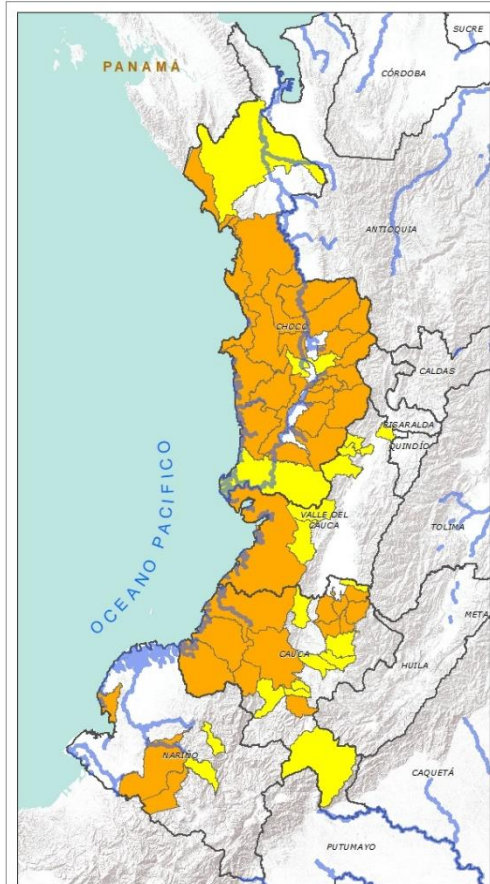 SUCRE
PANAMÁ
CÓRDOBA
ANTIOQUIA
CHOCÓ
CALDAS
RISARALDA
QUINDÍO
OCEANO PACIFICO
VALLE DEL
CAUCA
TOLIMA
META
CAUCA
HUILA
NARIÑO
CAQUETÁ
PUTUMAYO